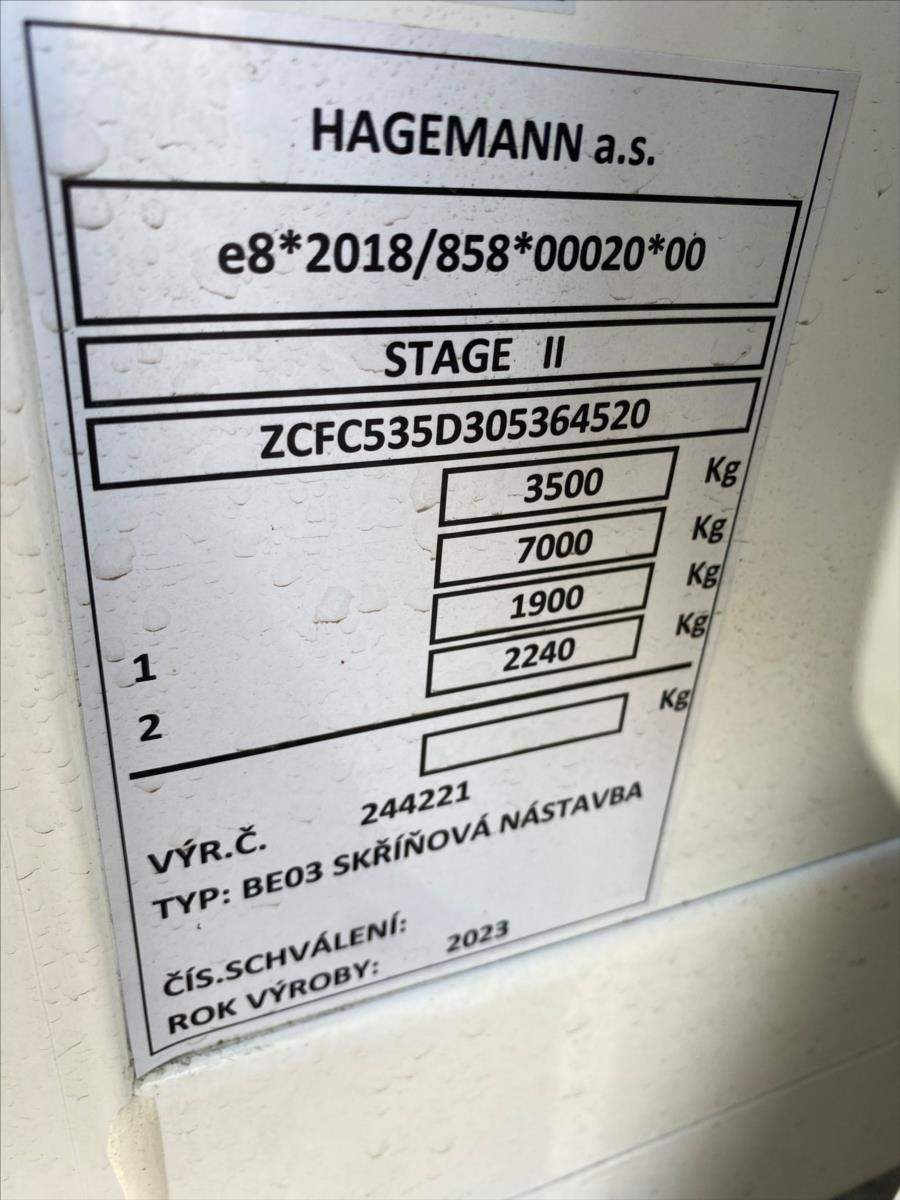 HAGEMANN a.s.
e8*2018/858*00020*00
STAGE II
ZCFC535D305364520
3500 Kg
7000 Kg
1900 Kg
1 2240 Kg
2 Kg
VÝR.Č. 244221
TYP: BE03 SKŘÍŇOVÁ NÁSTAVBA
ČÍS.SCHVÁLENÍ:
ROK VÝROBY: 2023